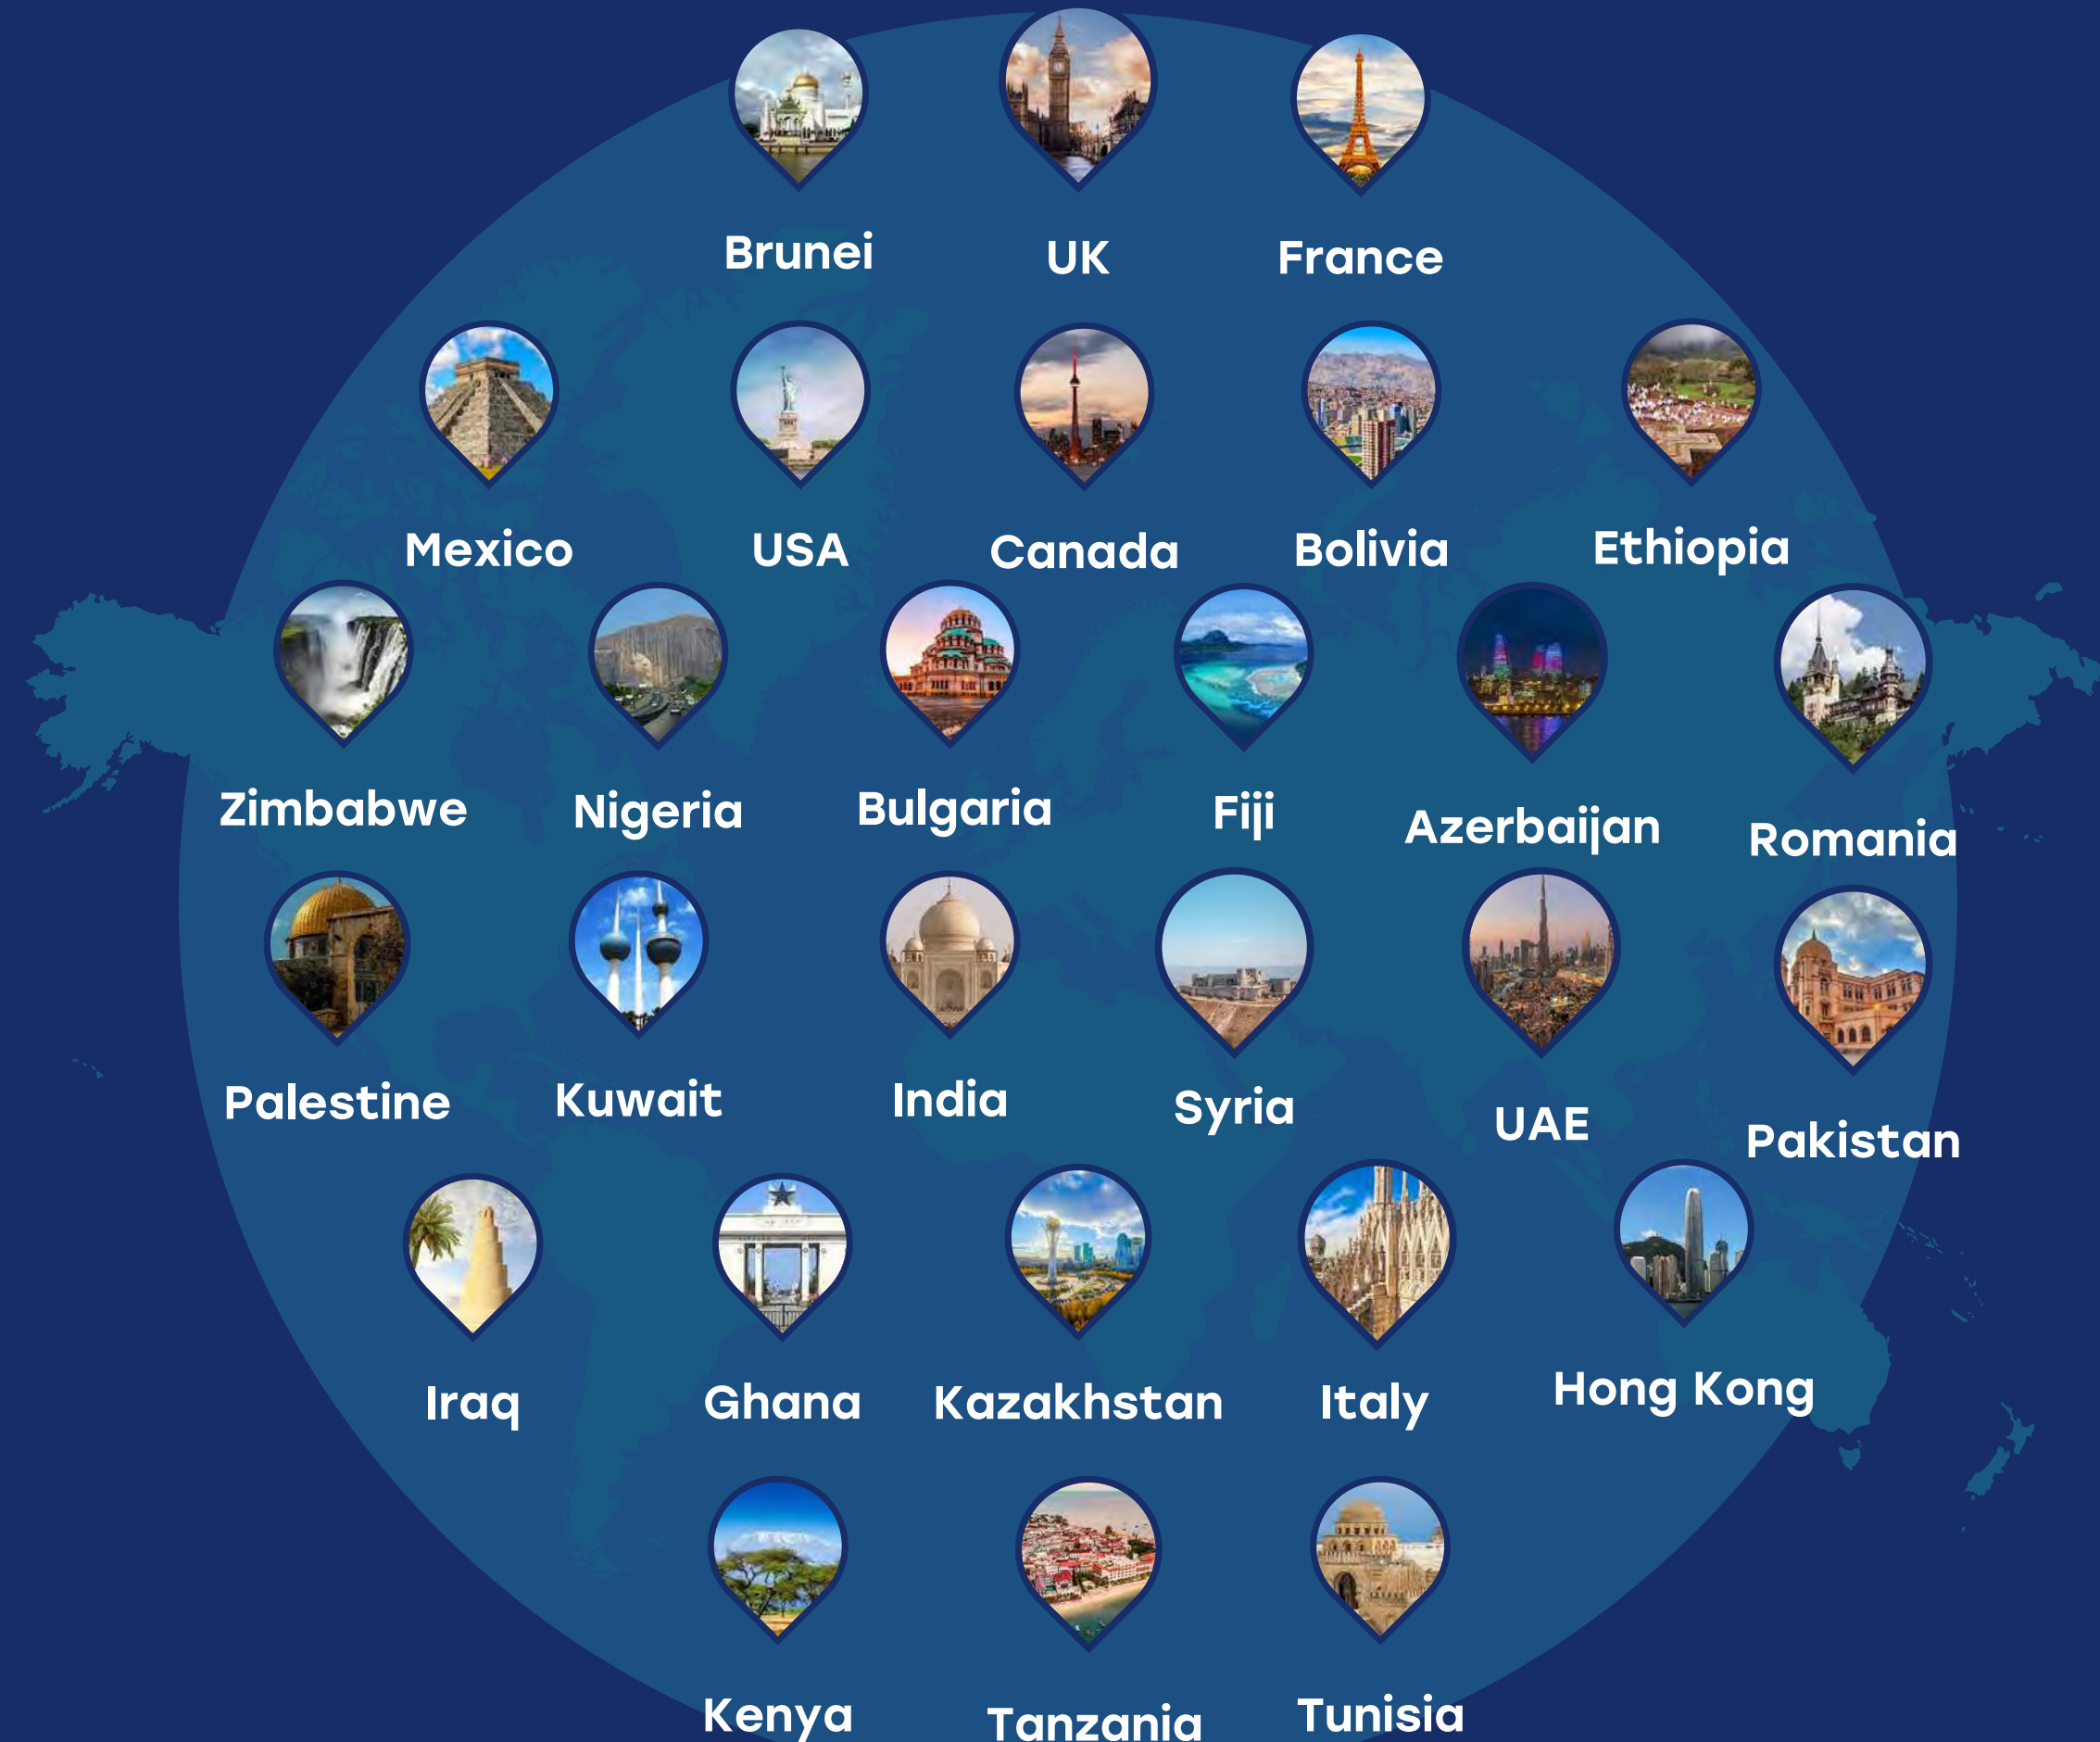 Brunei
UK
France
Mexico
USA
Canada
Bolivia
Ethiopia
Zimbabwe
Nigeria
Bulgaria
Fiji
Azerbaijan
Romania
Palestine
Kuwait
India
Syria
UAE
Pakistan
Iraq
Ghana
Kazakhstan
Italy
Hong Kong
Kenya
Tanzania
Tunisia